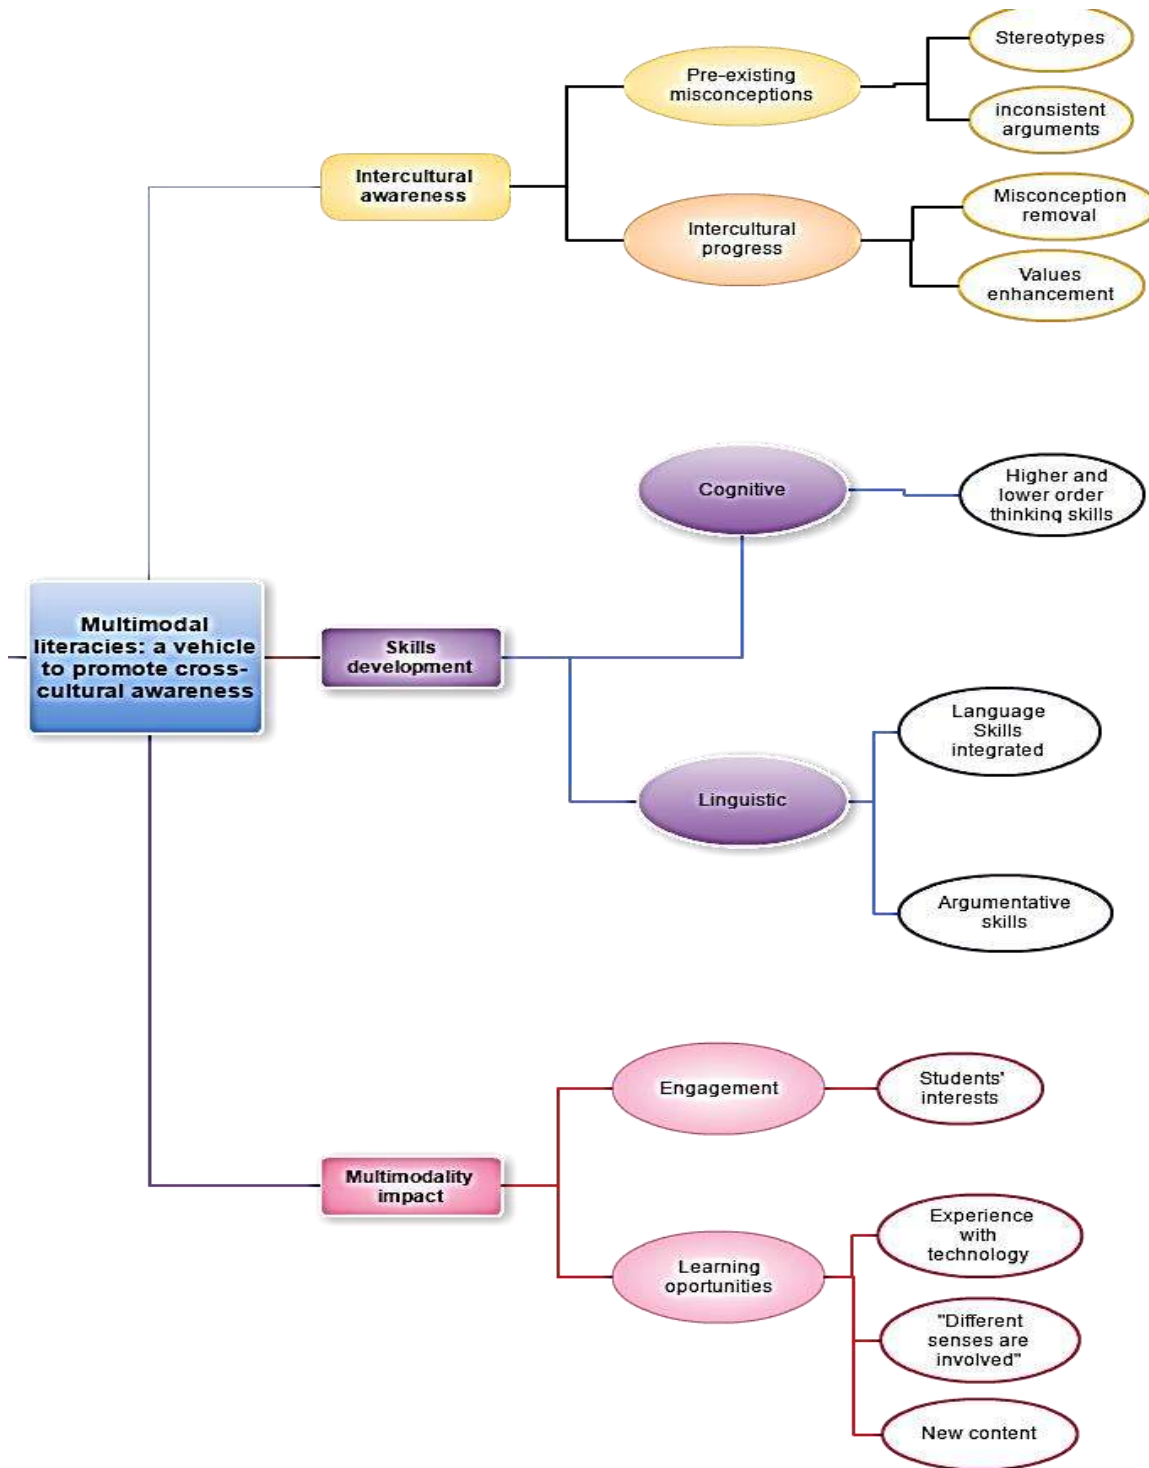 Stereotypes
Pre-existing
misconceptions
inconsistent
arguments
Intercultural
awareness
Misconception
removal
Intercultural
progress
Values
enhancement
Cognitive
Higher and
lower order
thinking skills
Multimodal
literacies: a vehicle
to promote cross-
cultural awareness
Skills
development
Language
Skills
integrated
Linguistic
Argumentative
skills
Engagement
Students'
interests
Multimodality
impact
Experience
with
technology
Learning
oportunities
"Different
senses are
involved"
New content